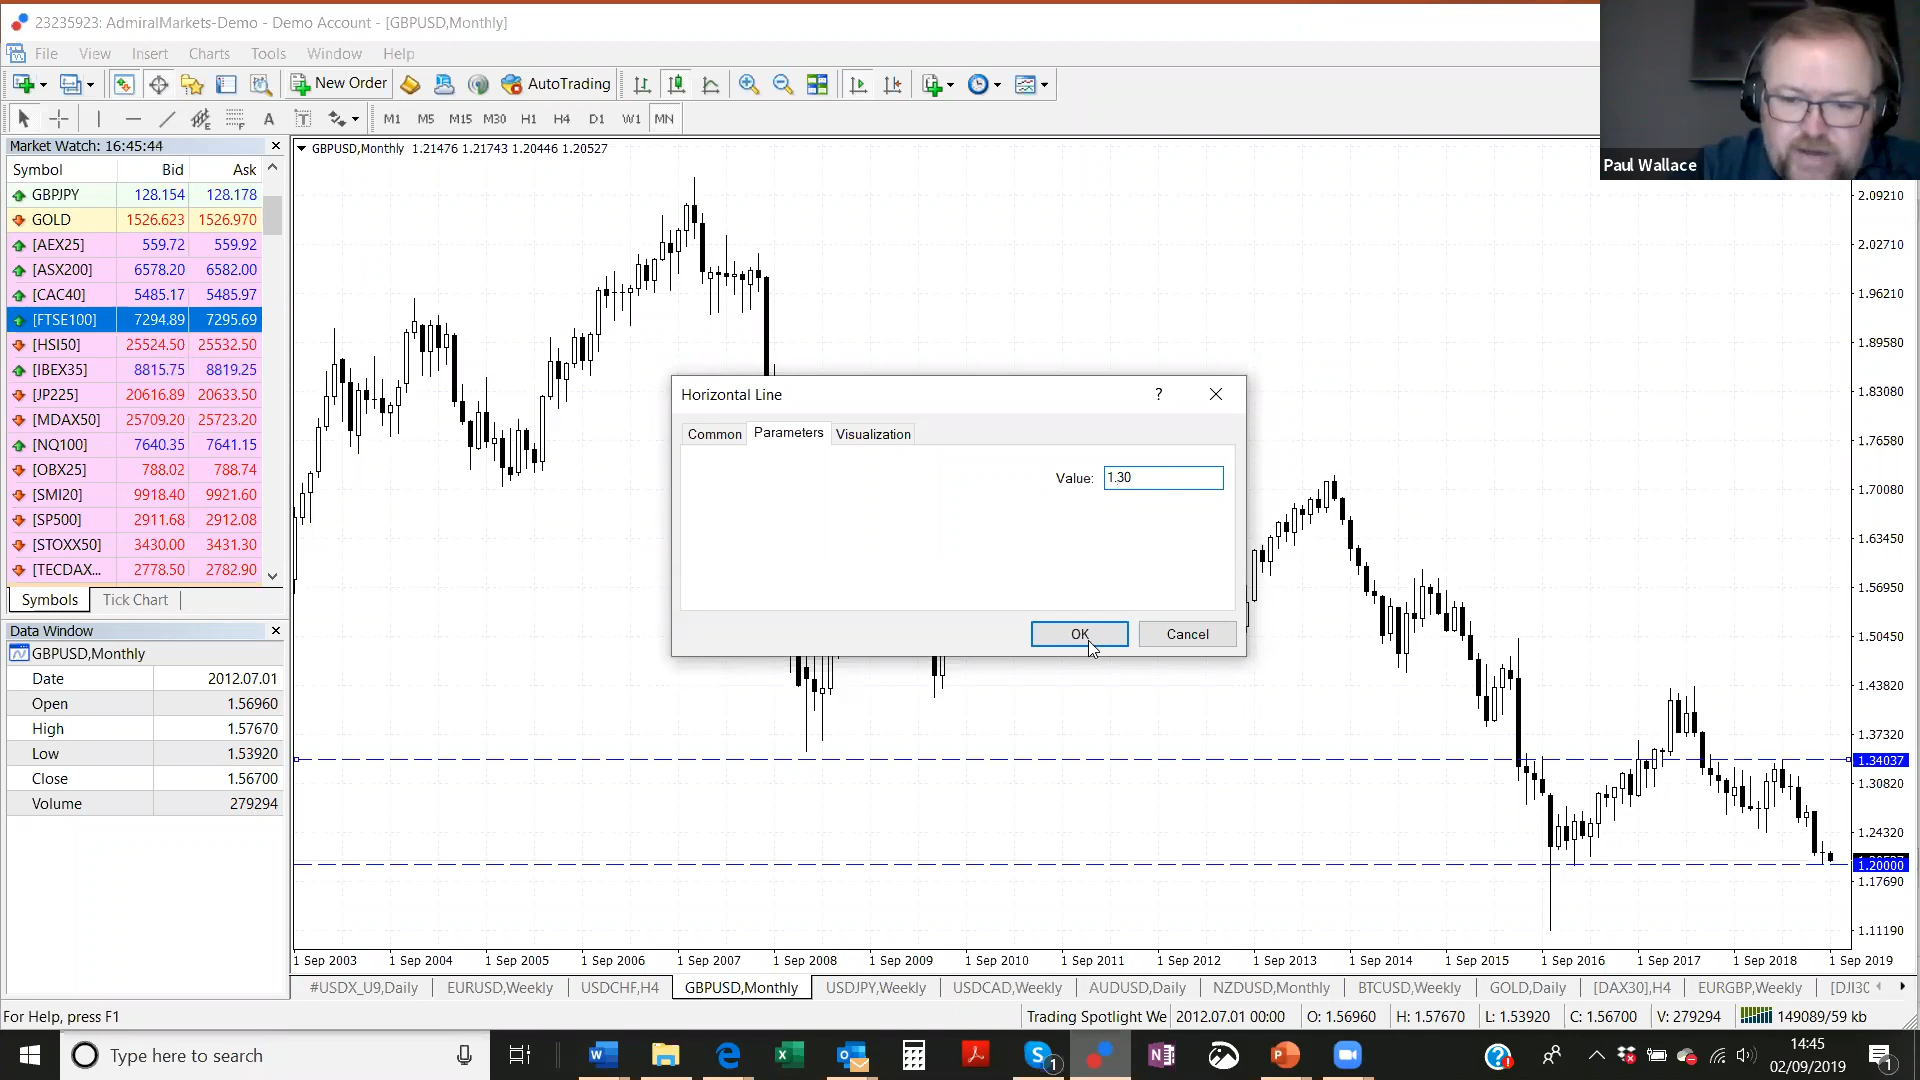 23235923: AdmiralMarkets-Demo - Demo Account - [GBPUSD,Monthly]
File View Insert Charts Tools Window Help
New Order AutoTrading
A T M1 M5 M15 M30 H1 H4 D1 W1 MN
Paul Wallace
Market Watch: 16:45:44
Symbol Bid Ask
GBPJPY 128.154 128.178
GOLD 1526.623 1526.970
[AEX25] 559.72 559.92
[ASX200] 6578.20 6582.00
[CAC40] 5485.17 5485.97
[FTSE100] 7294.89 7295.69
[HSI50] 25524.50 25532.50
[IBEX35] 8815.75 8819.25
[JP225] 20616.89 20633.50
[MDAX50] 25709.20 25723.20
[NQ100] 7640.35 7641.15
[OBX25] 788.02 788.74
[SMI20] 9918.40 9921.60
[SP500] 2911.68 2912.08
[STOXX50] 3430.00 3431.30
[TECDAX... 2778.50 2782.90
Symbols Tick Chart
Data Window
GBPUSD,Monthly
Date 2012.07.01
Open 1.56960
High 1.57670
Low 1.53920
Close 1.56700
Volume 279294
GBPUSD,Monthly 1.21476 1.21743 1.20446 1.20527
2.09210
2.02710
1.96210
1.89580
1.83080
1.76580
1.70080
1.63450
1.56950
1.50450
1.43820
1.37320
1.34037
1.30820
1.24320
1.20000
1.17690
1.11190
Horizontal Line ?
Common Parameters Visualization
Value: 1.30
OK Cancel
1 Sep 2003 1 Sep 2004 1 Sep 2005 1 Sep 2006 1 Sep 2007 1 Sep 2008 1 Sep 2009 1 Sep 2010 1 Sep 2011 1 Sep 2012 1 Sep 2013 1 Sep 2014 1 Sep 2015 1 Sep 2016 1 Sep 2017 1 Sep 2018 1 Sep 2019
#USDX_U9,Daily EURUSD,Weekly USDCHF,H4 GBPUSD,Monthly USDJPY,Weekly USDCAD,Weekly AUDUSD,Daily NZDUSD,Monthly BTCUSD,Weekly GOLD,Daily [DAX30],H4 EURGBP,Weekly [DJI30
For Help, press F1 Trading Spotlight We 2012.07.01 00:00 O: 1.56960 H: 1.57670 L: 1.53920 C: 1.56700 V: 279294 149089/59 kb
Type here to search
14:45
02/09/2019